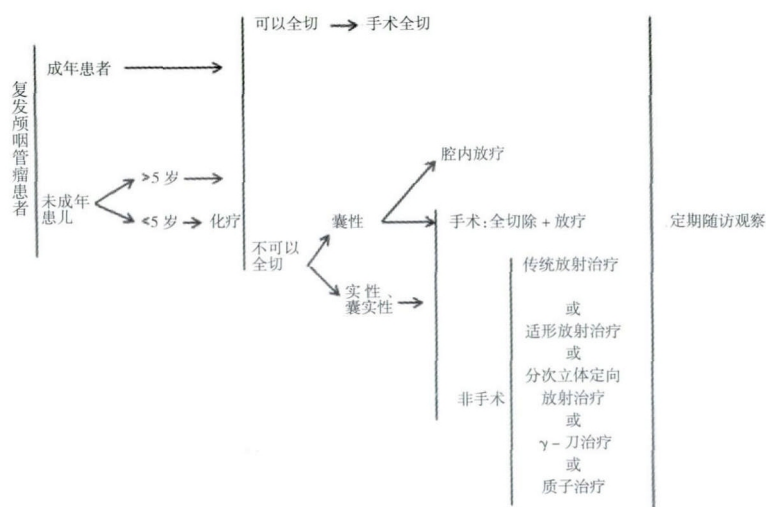 复发颅咽管瘤患者
成年患者
未成年
患儿
>5 岁
<5 岁
化疗
可以全切
手术全切
不可以
全切
囊性
实性、
囊实性
腔内放疗
手术:全切除 + 放疗
非手术
传统放射治疗
或
适形放射治疗
或
分次立体定向
放射治疗
或
γ - 刀治疗
或
质子治疗
定期随访观察